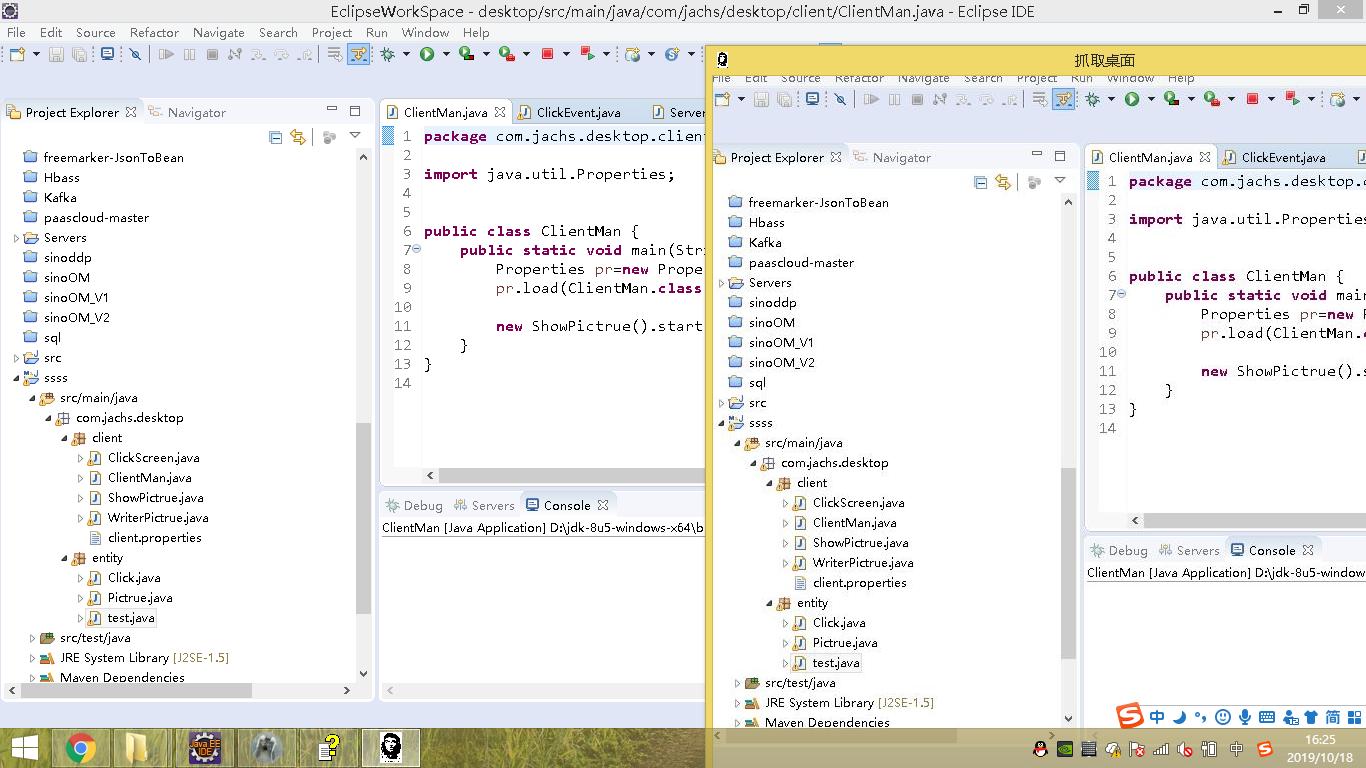 EclipseWorkSpace - desktop/src/main/java/com/jachs/desktop/client/ClientMan.java - Eclipse IDE
File Edit Source Refactor Navigate Search Project Run Window Help
Project Explorer Navigator
freemarker-JsonToBean
Hbass
Kafka
paascloud-master
Servers
sinoddp
sinoOM
sinoOM_V1
sinoOM_V2
sql
src
ssss
src/main/java
com.jachs.desktop
client
ClickScreen.java
ClientMan.java
ShowPictrue.java
WriterPictrue.java
client.properties
entity
Click.java
Pictrue.java
test.java
src/test/java
JRE System Library [J2SE-1.5]
Maven Dependencies
ClientMan.java ClickEvent.java Server
1 package com.jachs.desktop.client
2
3 import java.util.Properties;
4
5
6 public class ClientMan {
7 public static void main(Stri
8 Properties pr=new Prope
9 pr.load(ClientMan.class
10
11 new ShowPictrue().start
12 }
13 }
14
Debug Servers Console
ClientMan [Java Application] D:\jdk-8u5-windows-x64\b
抓取桌面
File Edit Source Refactor Navigate Search Project Run Window Help
Project Explorer Navigator
freemarker-JsonToBean
Hbass
Kafka
paascloud-master
Servers
sinoddp
sinoOM
sinoOM_V1
sinoOM_V2
sql
src
ssss
src/main/java
com.jachs.desktop
client
ClickScreen.java
ClientMan.java
ShowPictrue.java
WriterPictrue.java
client.properties
entity
Click.java
Pictrue.java
test.java
src/test/java
JRE System Library [J2SE-1.5]
Maven Dependencies
ClientMan.java ClickEvent.java
1 package com.jachs.desktop.
2
3 import java.util.Propertie
4
5
6 public class ClientMan {
7 public static void mai
8 Properties pr=new
9 pr.load(ClientMan.
10
11 new ShowPictrue().s
12 }
13 }
14
Debug Servers Console
ClientMan [Java Application] D:\jdk-8u5-window
S 中 简
Java EE IDE
中 S
16:25
2019/10/18